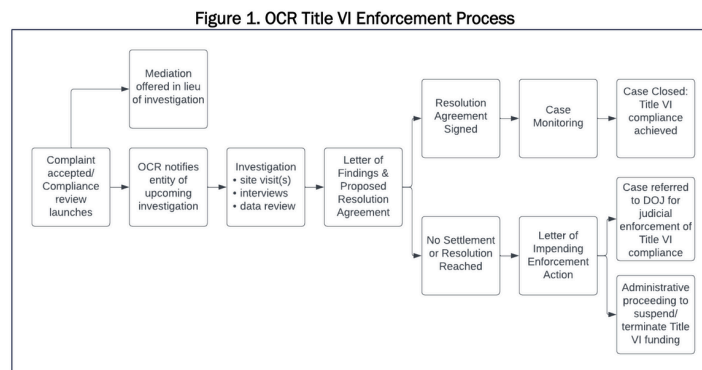 Figure 1. OCR Title VI Enforcement Process
Mediation
offered in lieu
of investigation
Complaint
accepted/
Compliance
review
launches
OCR notifies
entity of
upcoming
investigation
Investigation
• site visit(s)
• interviews
• data review
Letter of
Findings &
Proposed
Resolution
Agreement
Resolution
Agreement
Signed
Case
Monitoring
Case Closed:
Title VI
compliance
achieved
No Settlement
or Resolution
Reached
Letter of
Impending
Enforcement
Action
Case referred
to DOJ for
judicial
enforcement of
Title VI
compliance
Administrative
proceeding to
suspend/
terminate Title
VI funding